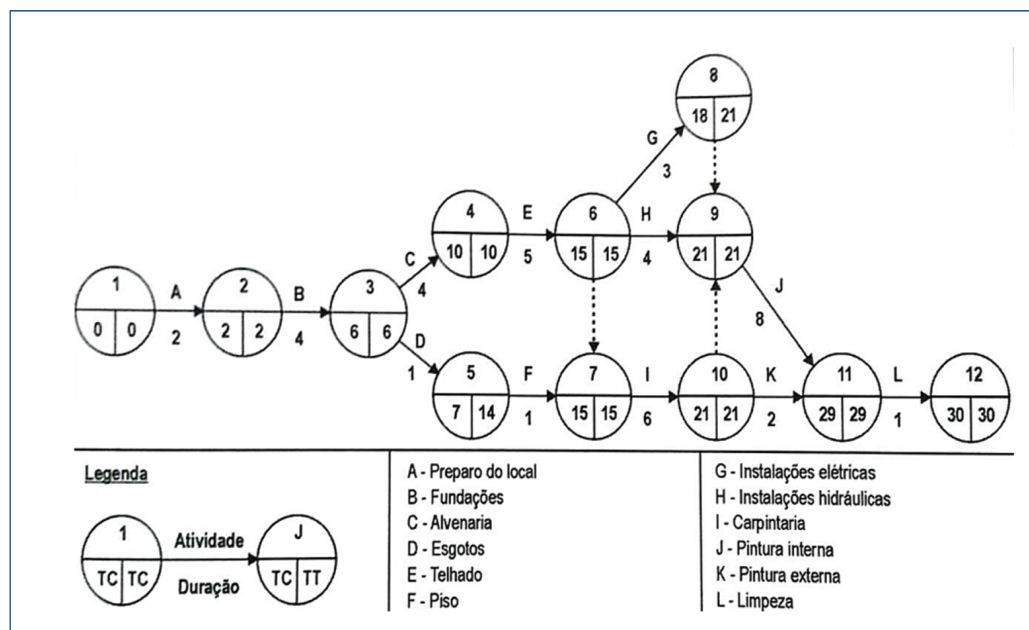 8
18 21
G
3
4
10 10
E
5
6
15 15
H
4
9
21 21
C
4
J
8
1
0 0
A
2
2
2 2
B
4
3
6 6
D
1
5
7 14
F
1
7
15 15
I
6
10
21 21
K
2
11
29 29
L
1
12
30 30
Legenda
1
TC TC
Atividade
Duração
J
TC TT
A - Preparo do local
B - Fundações
C - Alvenaria
D - Esgotos
E - Telhado
F - Piso
G - Instalações elétricas
H - Instalações hidráulicas
I - Carpintaria
J - Pintura interna
K - Pintura externa
L - Limpeza